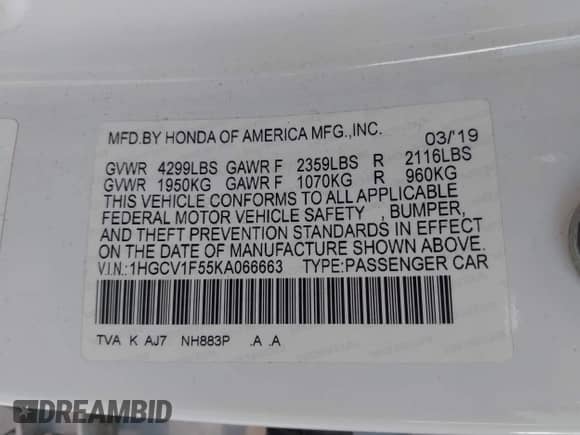 MFD.BY HONDA OF AMERICA MFG.,INC. 03/'19
GVWR 4299LBS GAWR F 2359LBS R 2116LBS
GVWR 1950KG GAWR F 1070KG R 960KG
THIS VEHICLE CONFORMS TO ALL APPLICABLE
FEDERAL MOTOR VEHICLE SAFETY , BUMPER,
AND THEFT PREVENTION STANDARDS IN EFFECT
ON THE DATE OF MANUFACTURE SHOWN ABOVE.
V.I.N.:1HGCV1F55KA066663 TYPE:PASSENGER CAR
TVA K AJ7 NH883P .A .A
DREAMBID